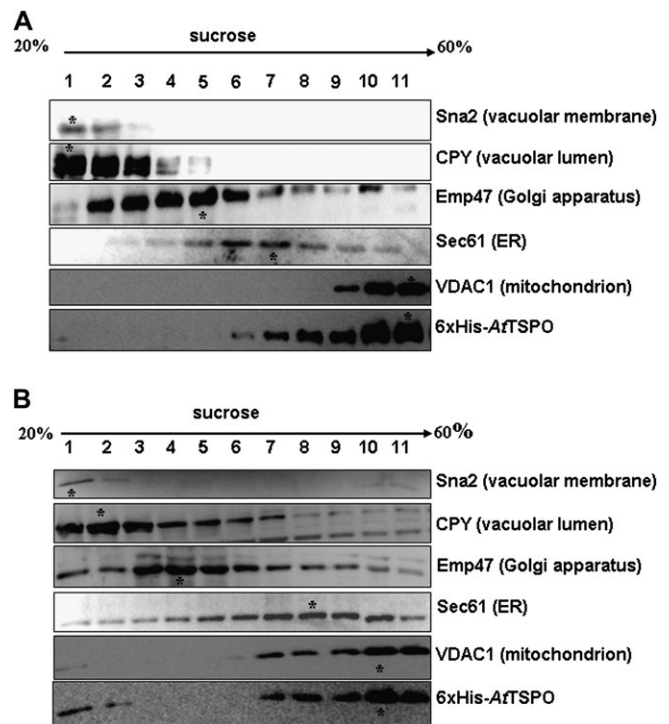 A
sucrose
20% 60%
1 2 3 4 5 6 7 8 9 10 11
* Sna2 (vacuolar membrane)
* CPY (vacuolar lumen)
Emp47 (Golgi apparatus)
*
Sec61 (ER)
*
* VDAC1 (mitochondrion)
* 6xHis-AtTSPO
B
sucrose
20% 60%
1 2 3 4 5 6 7 8 9 10 11
Sna2 (vacuolar membrane)
*
* CPY (vacuolar lumen)
Emp47 (Golgi apparatus)
*
* Sec61 (ER)
VDAC1 (mitochondrion)
*
6xHis-AtTSPO
*